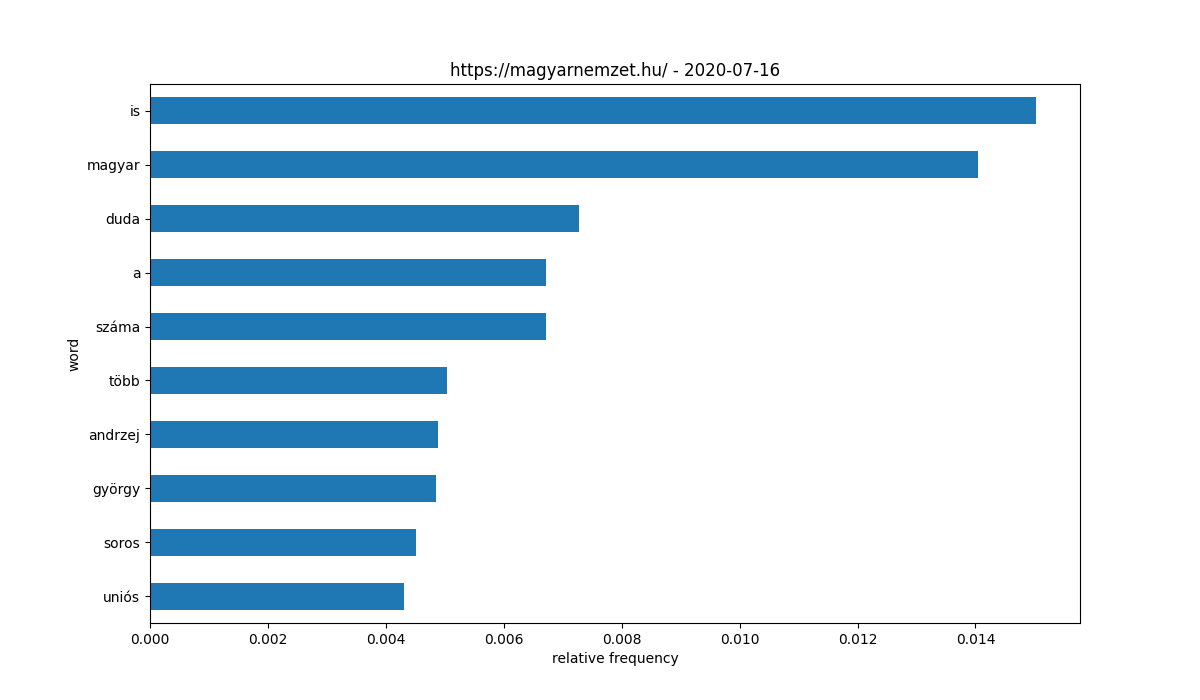 https://magyarnemzet.hu/ - 2020-07-16
is
magyar
duda
a
száma
több
andrzej
györgy
soros
uniós
word
0.000 0.002 0.004 0.006 0.008 0.010 0.012 0.014
relative frequency